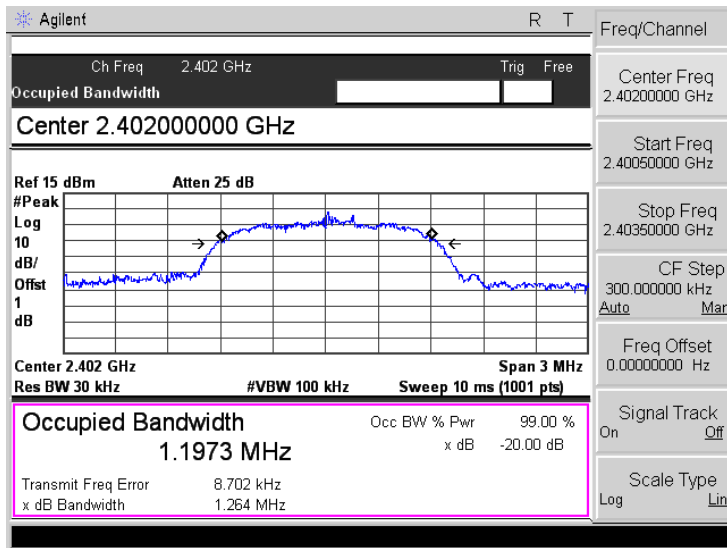 Agilent R T
Ch Freq 2.402 GHz Trig Free
Occupied Bandwidth
Center 2.402000000 GHz
Ref 15 dBm Atten 25 dB
#Peak
Log
10
dB/
Offst
1
dB
Center 2.402 GHz Span 3 MHz
Res BW 30 kHz #VBW 100 kHz Sweep 10 ms (1001 pts)
Occupied Bandwidth
1.1973 MHz
Occ BW % Pwr 99.00 %
x dB -20.00 dB
Transmit Freq Error 8.702 kHz
x dB Bandwidth 1.264 MHz
Freq/Channel
Center Freq
2.40200000 GHz
Start Freq
2.40050000 GHz
Stop Freq
2.40350000 GHz
CF Step
300.000000 kHz
Auto Mar
Freq Offset
0.00000000 Hz
Signal Track
On Off
Scale Type
Log Lin